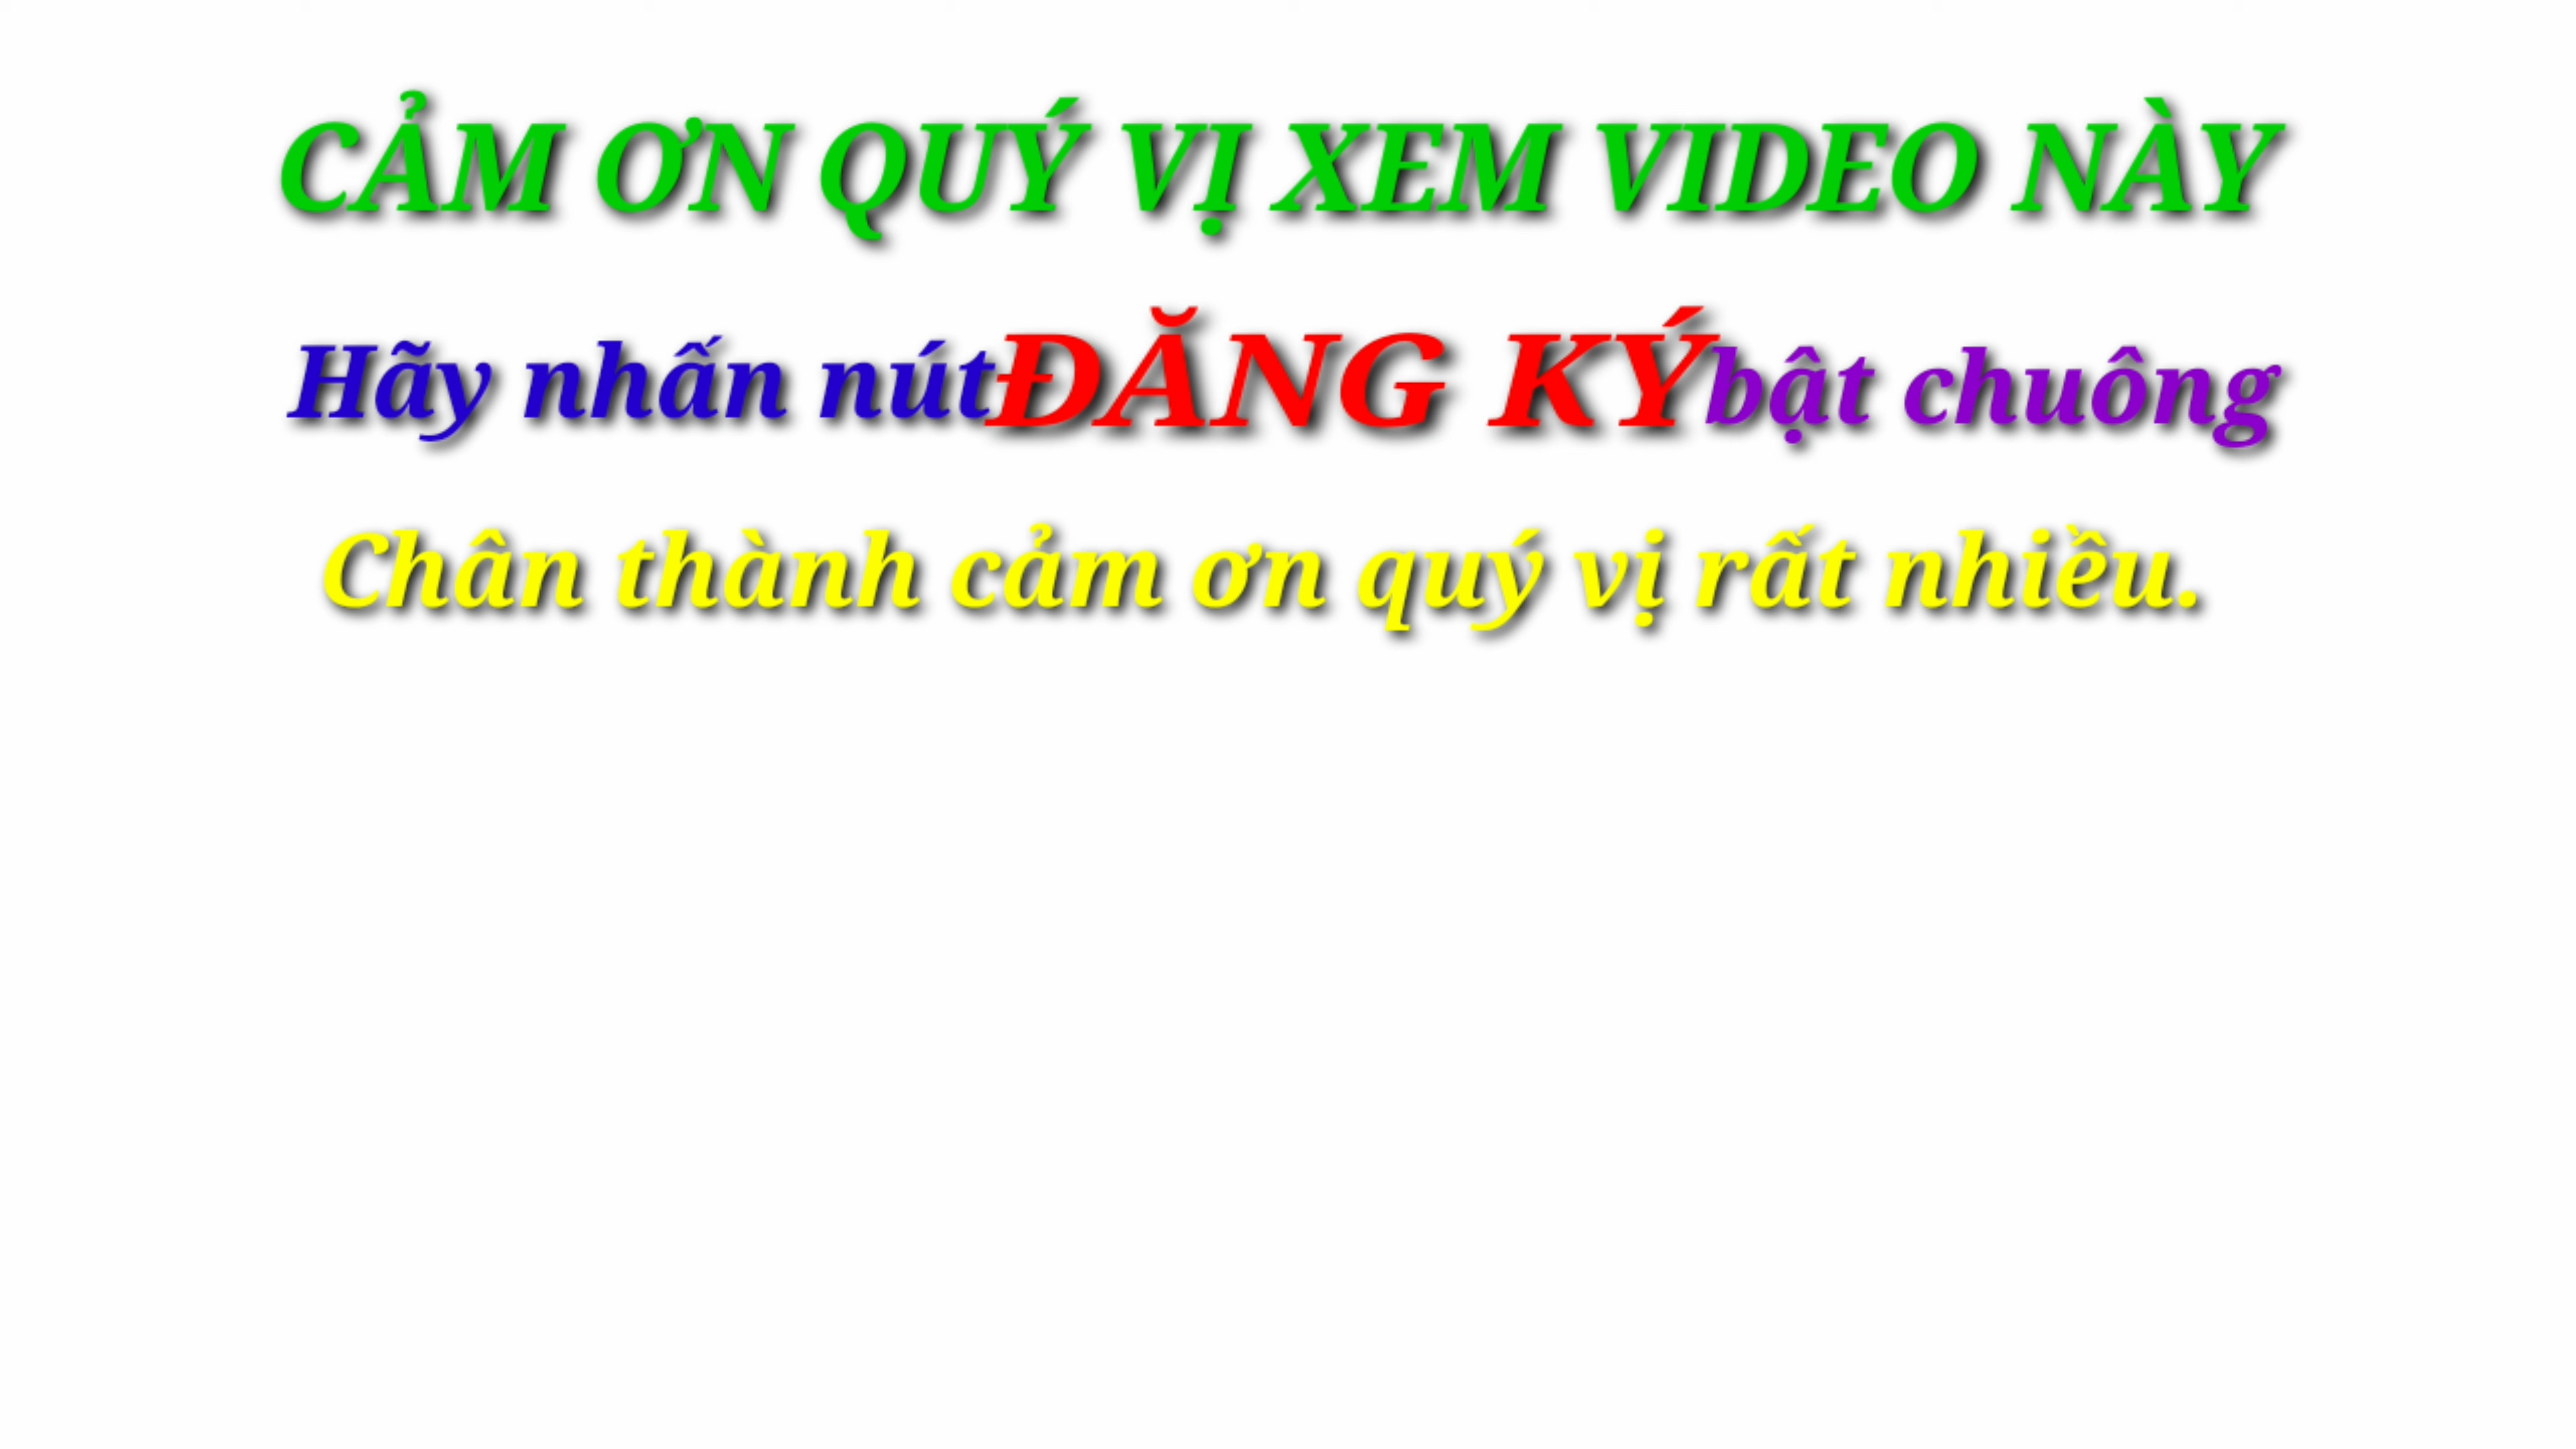 CẢM ƠN QUÝ VỊ XEM VIDEO NÀY
Hãy nhấn nút ĐĂNG KÝ bật chuông
Chân thành cảm ơn quý vị rất nhiều.